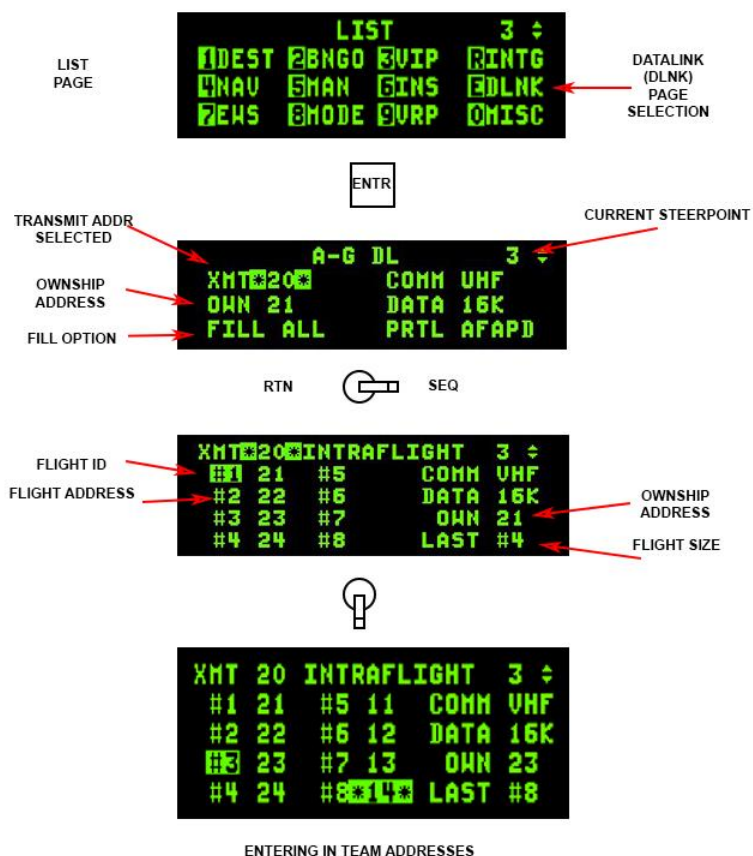 LIST 3
LIST
PAGE
1DEST 2BNGO 3VIP RINTG
4NAV 5MAN 6INS EDLNK
7EWS 8MODE 9VRP 0MISC
DATALINK
(DLNK)
PAGE
SELECTION
ENTR
TRANSMIT ADDR
SELECTED
CURRENT STEERPOINT
A-G DL 3
XMT*20* COMM UHF
OWNSHIP
ADDRESS
OWN 21 DATA 16K
FILL OPTION
FILL ALL PRTL AFAPD
RTN SEQ
XMT*20*INTRAFLIGHT 3
FLIGHT ID
#1 21 #5 COMM VHF
FLIGHT ADDRESS
#2 22 #6 DATA 16K
#3 23 #7 OWN 21
OWNSHIP
ADDRESS
#4 24 #8 LAST #4
FLIGHT SIZE
XMT 20 INTRAFLIGHT 3
#1 21 #5 11 COMM VHF
#2 22 #6 12 DATA 16K
#3 23 #7 13 OWN 23
#4 24 #8*14* LAST #8
ENTERING IN TEAM ADDRESSES